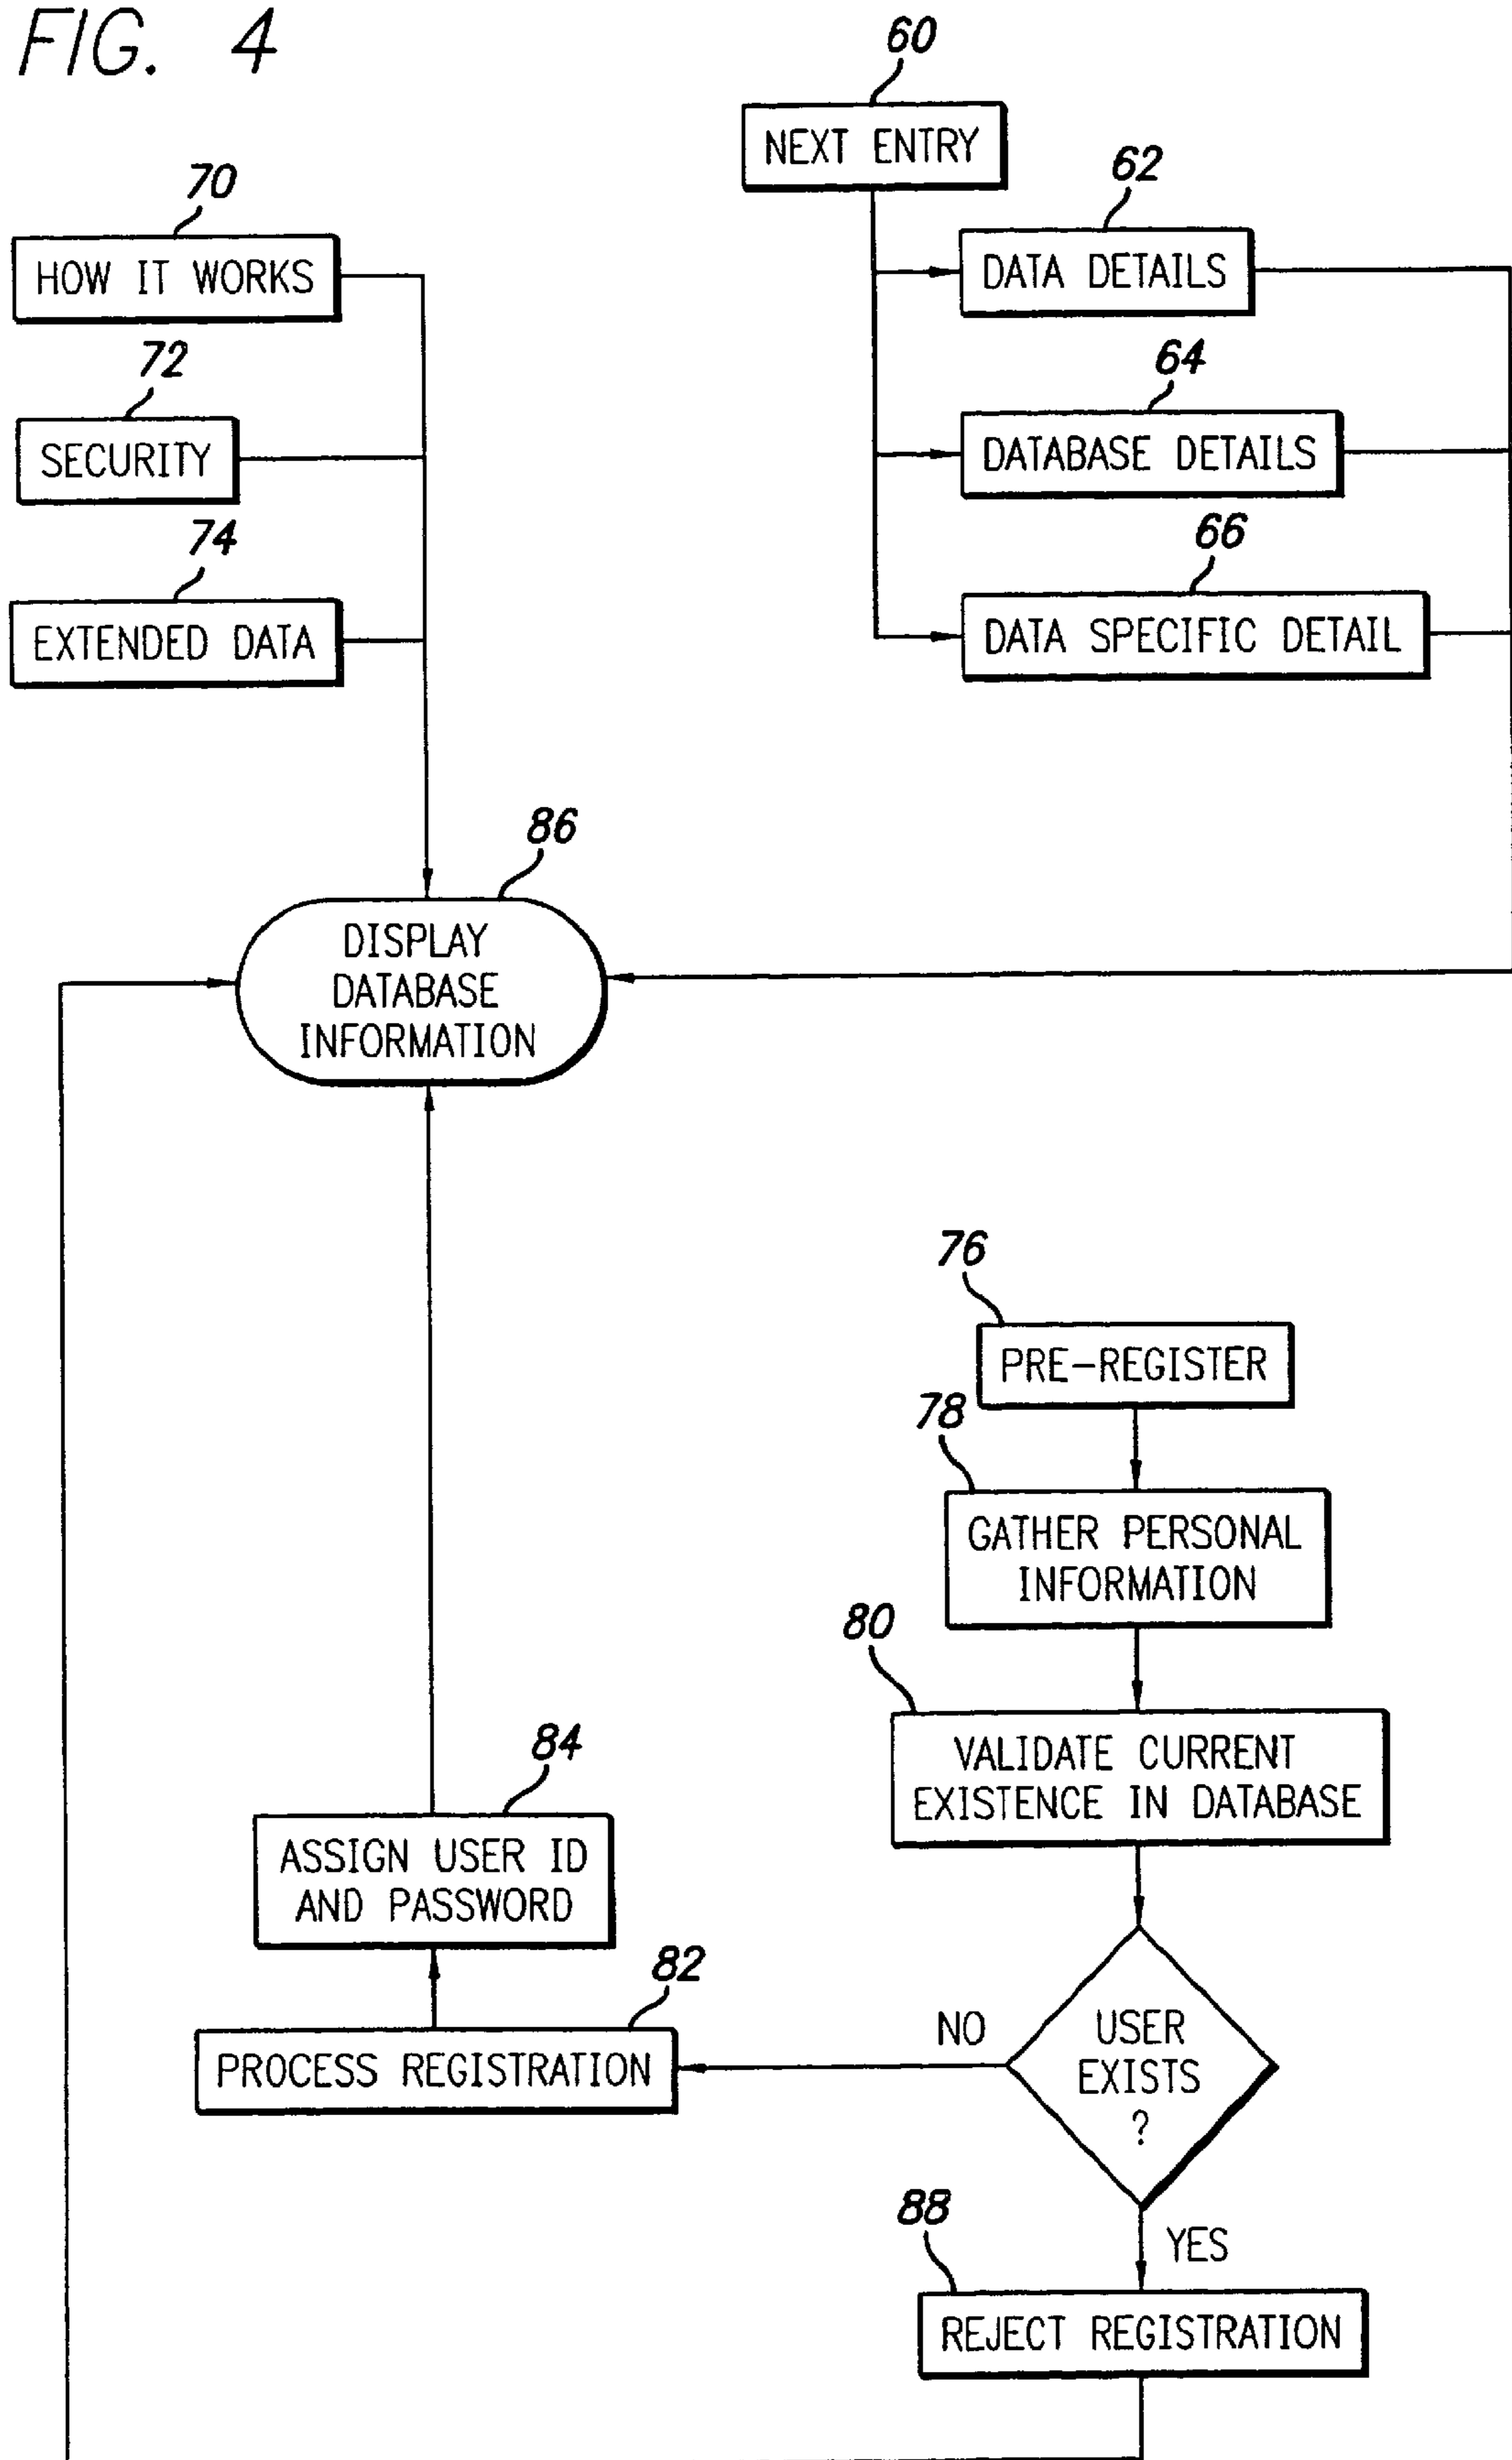 FIG. 4
60
NEXT ENTRY
70
HOW IT WORKS
62
DATA DETAILS
72
SECURITY
64
DATABASE DETAILS
74
EXTENDED DATA
66
DATA SPECIFIC DETAIL
86
DISPLAY
DATABASE
INFORMATION
76
PRE-REGISTER
78
GATHER PERSONAL
INFORMATION
80
VALIDATE CURRENT
EXISTENCE IN DATABASE
84
ASSIGN USER ID
AND PASSWORD
82
PROCESS REGISTRATION
NO
USER
EXISTS
?
YES
88
REJECT REGISTRATION